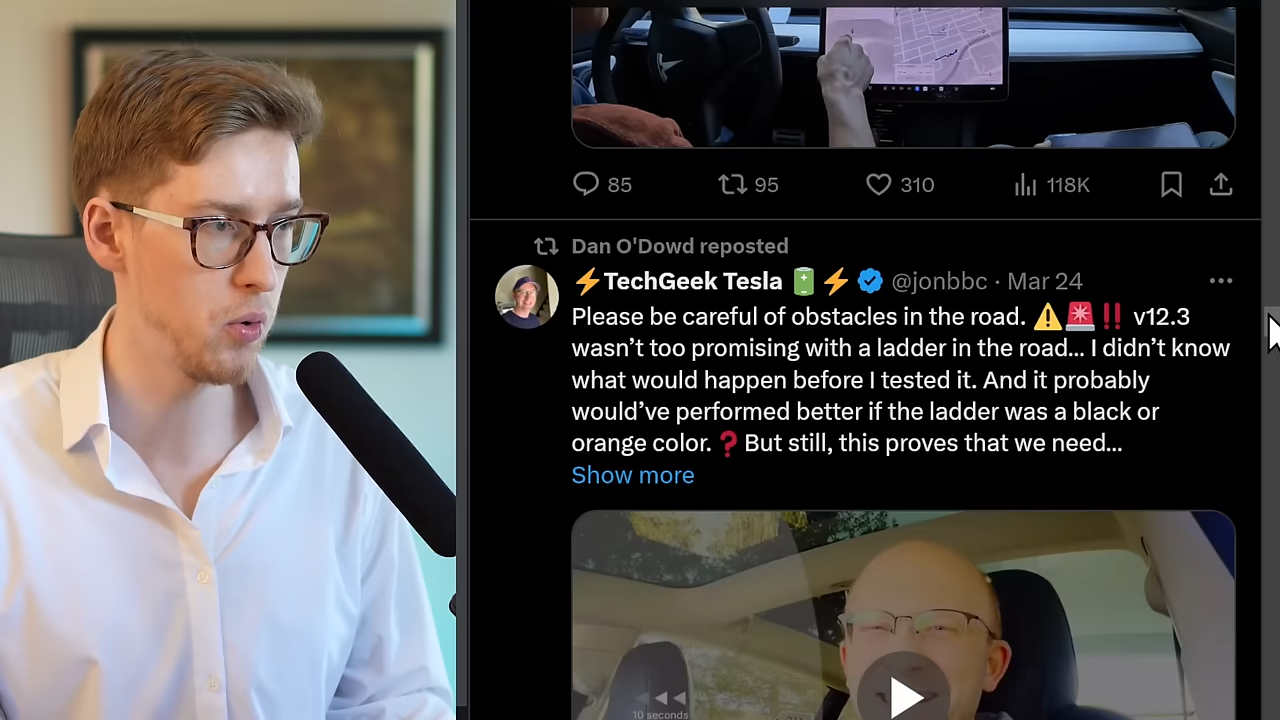 85 95 310 118K
Dan O'Dowd reposted
⚡TechGeek Tesla 🔋⚡ @jonbbc · Mar 24
Please be careful of obstacles in the road. ⚠️🚨‼️ v12.3
wasn’t too promising with a ladder in the road... I didn’t know
what would happen before I tested it. And it probably
would’ve performed better if the ladder was a black or
orange color. ❓ But still, this proves that we need...
Show more
10 seconds